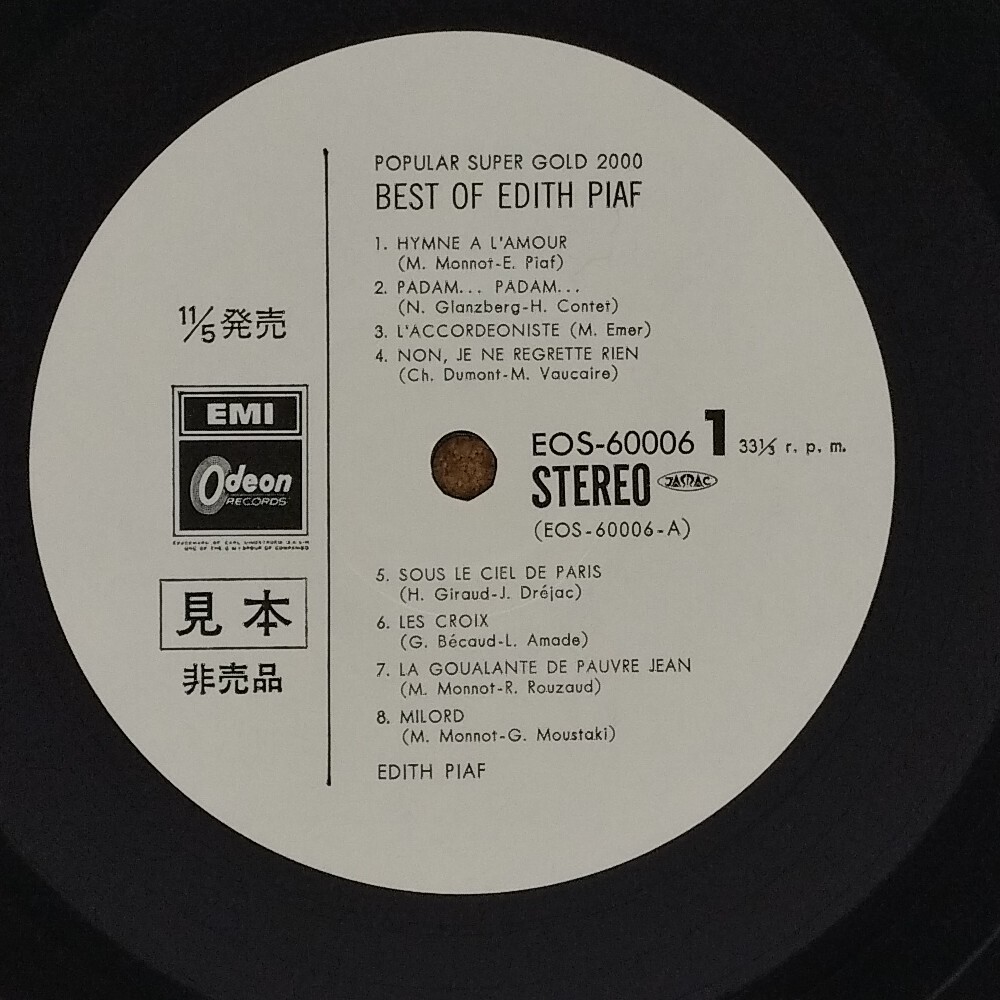 POPULAR SUPER GOLD 2000
BEST OF EDITH PIAF
1. HYMNE A L'AMOUR
(M. Monnot-E. Piaf)
2. PADAM... PADAM...
(N. Glanzberg-H. Contet)
3. L'ACCORDEONISTE (M. Emer)
4. NON, JE NE REGRETTE RIEN
(Ch. Dumont-M. Vaucaire)
11/5発売
EMI
Odeon
RECORDS
EOS-60006 1 33⅓ r. p. m.
STEREO JASRAC
(EOS-60006-A)
見本
非売品
5. SOUS LE CIEL DE PARIS
(H. Giraud-J. Dréjac)
6. LES CROIX
(G. Bécaud-L. Amade)
7. LA GOUALANTE DE PAUVRE JEAN
(M. Monnot-R. Rouzaud)
8. MILORD
(M. Monnot-G. Moustaki)
EDITH PIAF